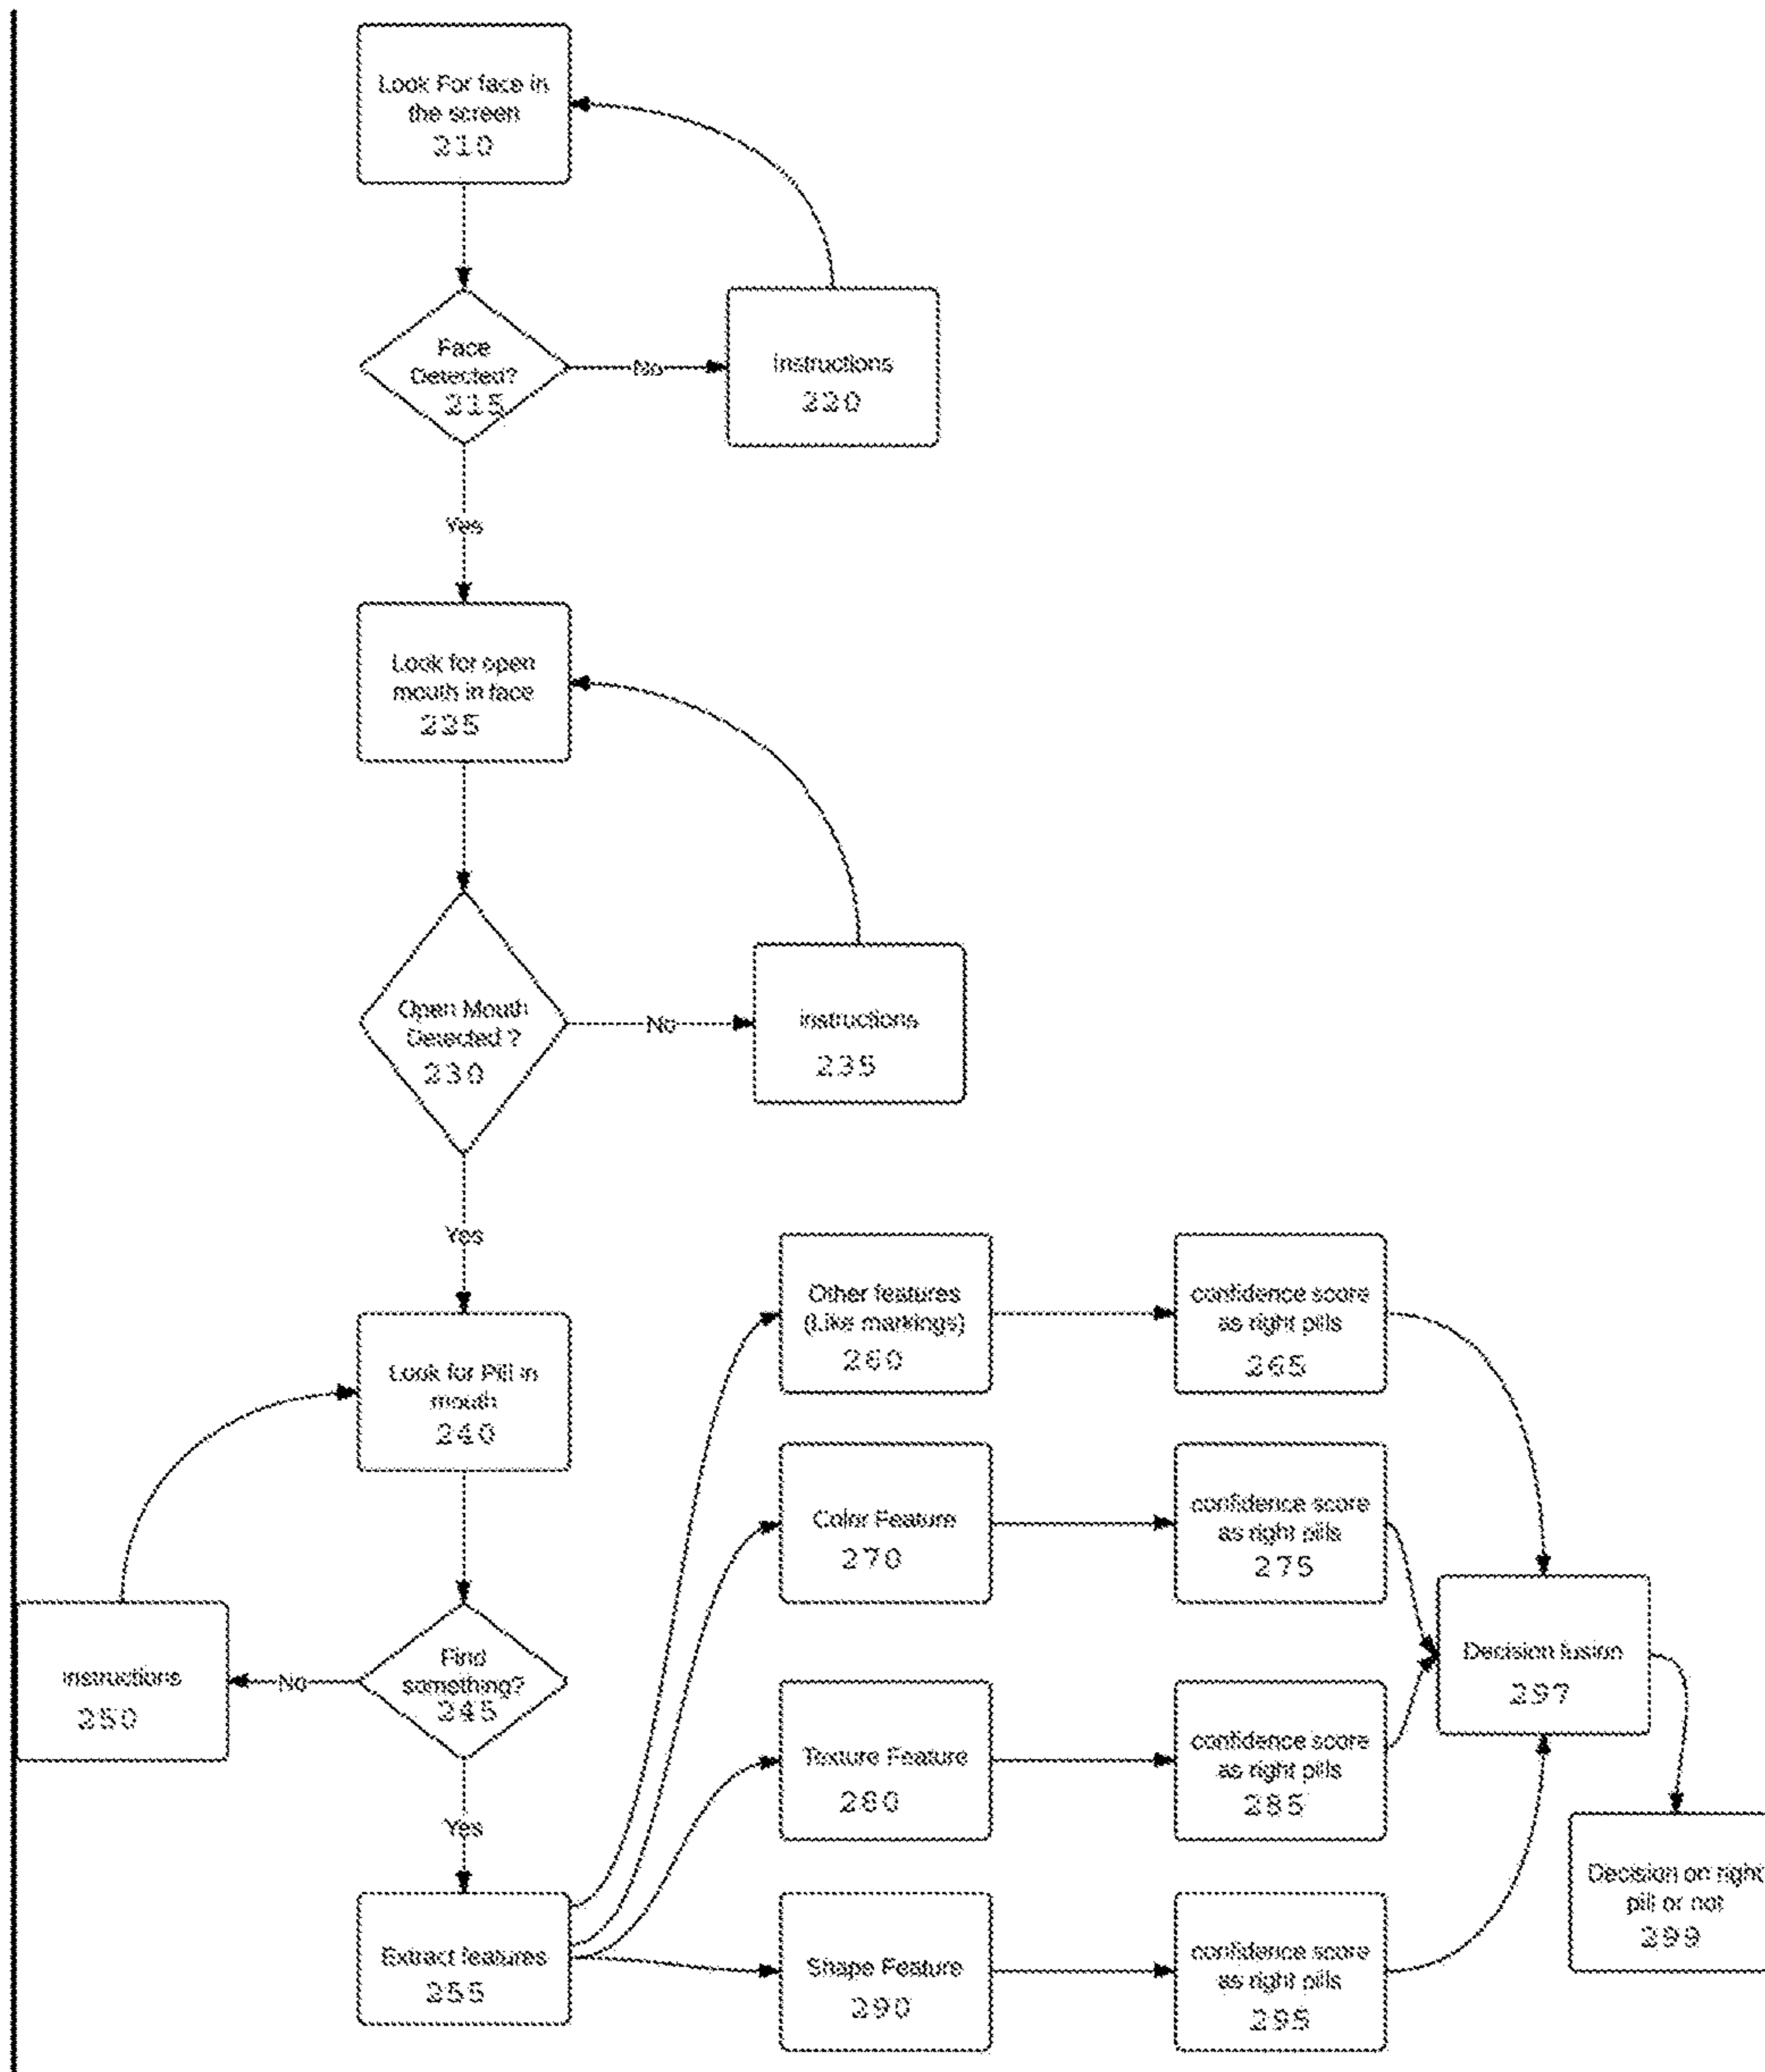 Look For face in
the screen
210
Face
Detected?
215
No
instructions
220
Yes
Look for open
mouth in face
225
Open Mouth
Detected ?
230
No
instructions
235
Yes
Look for Pill in
mouth
240
Find
something?
245
No
instructions
250
Yes
Extract features
255
Other features
(Like markings)
260
confidence score
as right pills
265
Color Feature
270
confidence score
as right pills
275
Texture Feature
280
confidence score
as right pills
285
Shape Feature
290
confidence score
as right pills
295
Decision fusion
297
Decision on right
pill or not
299